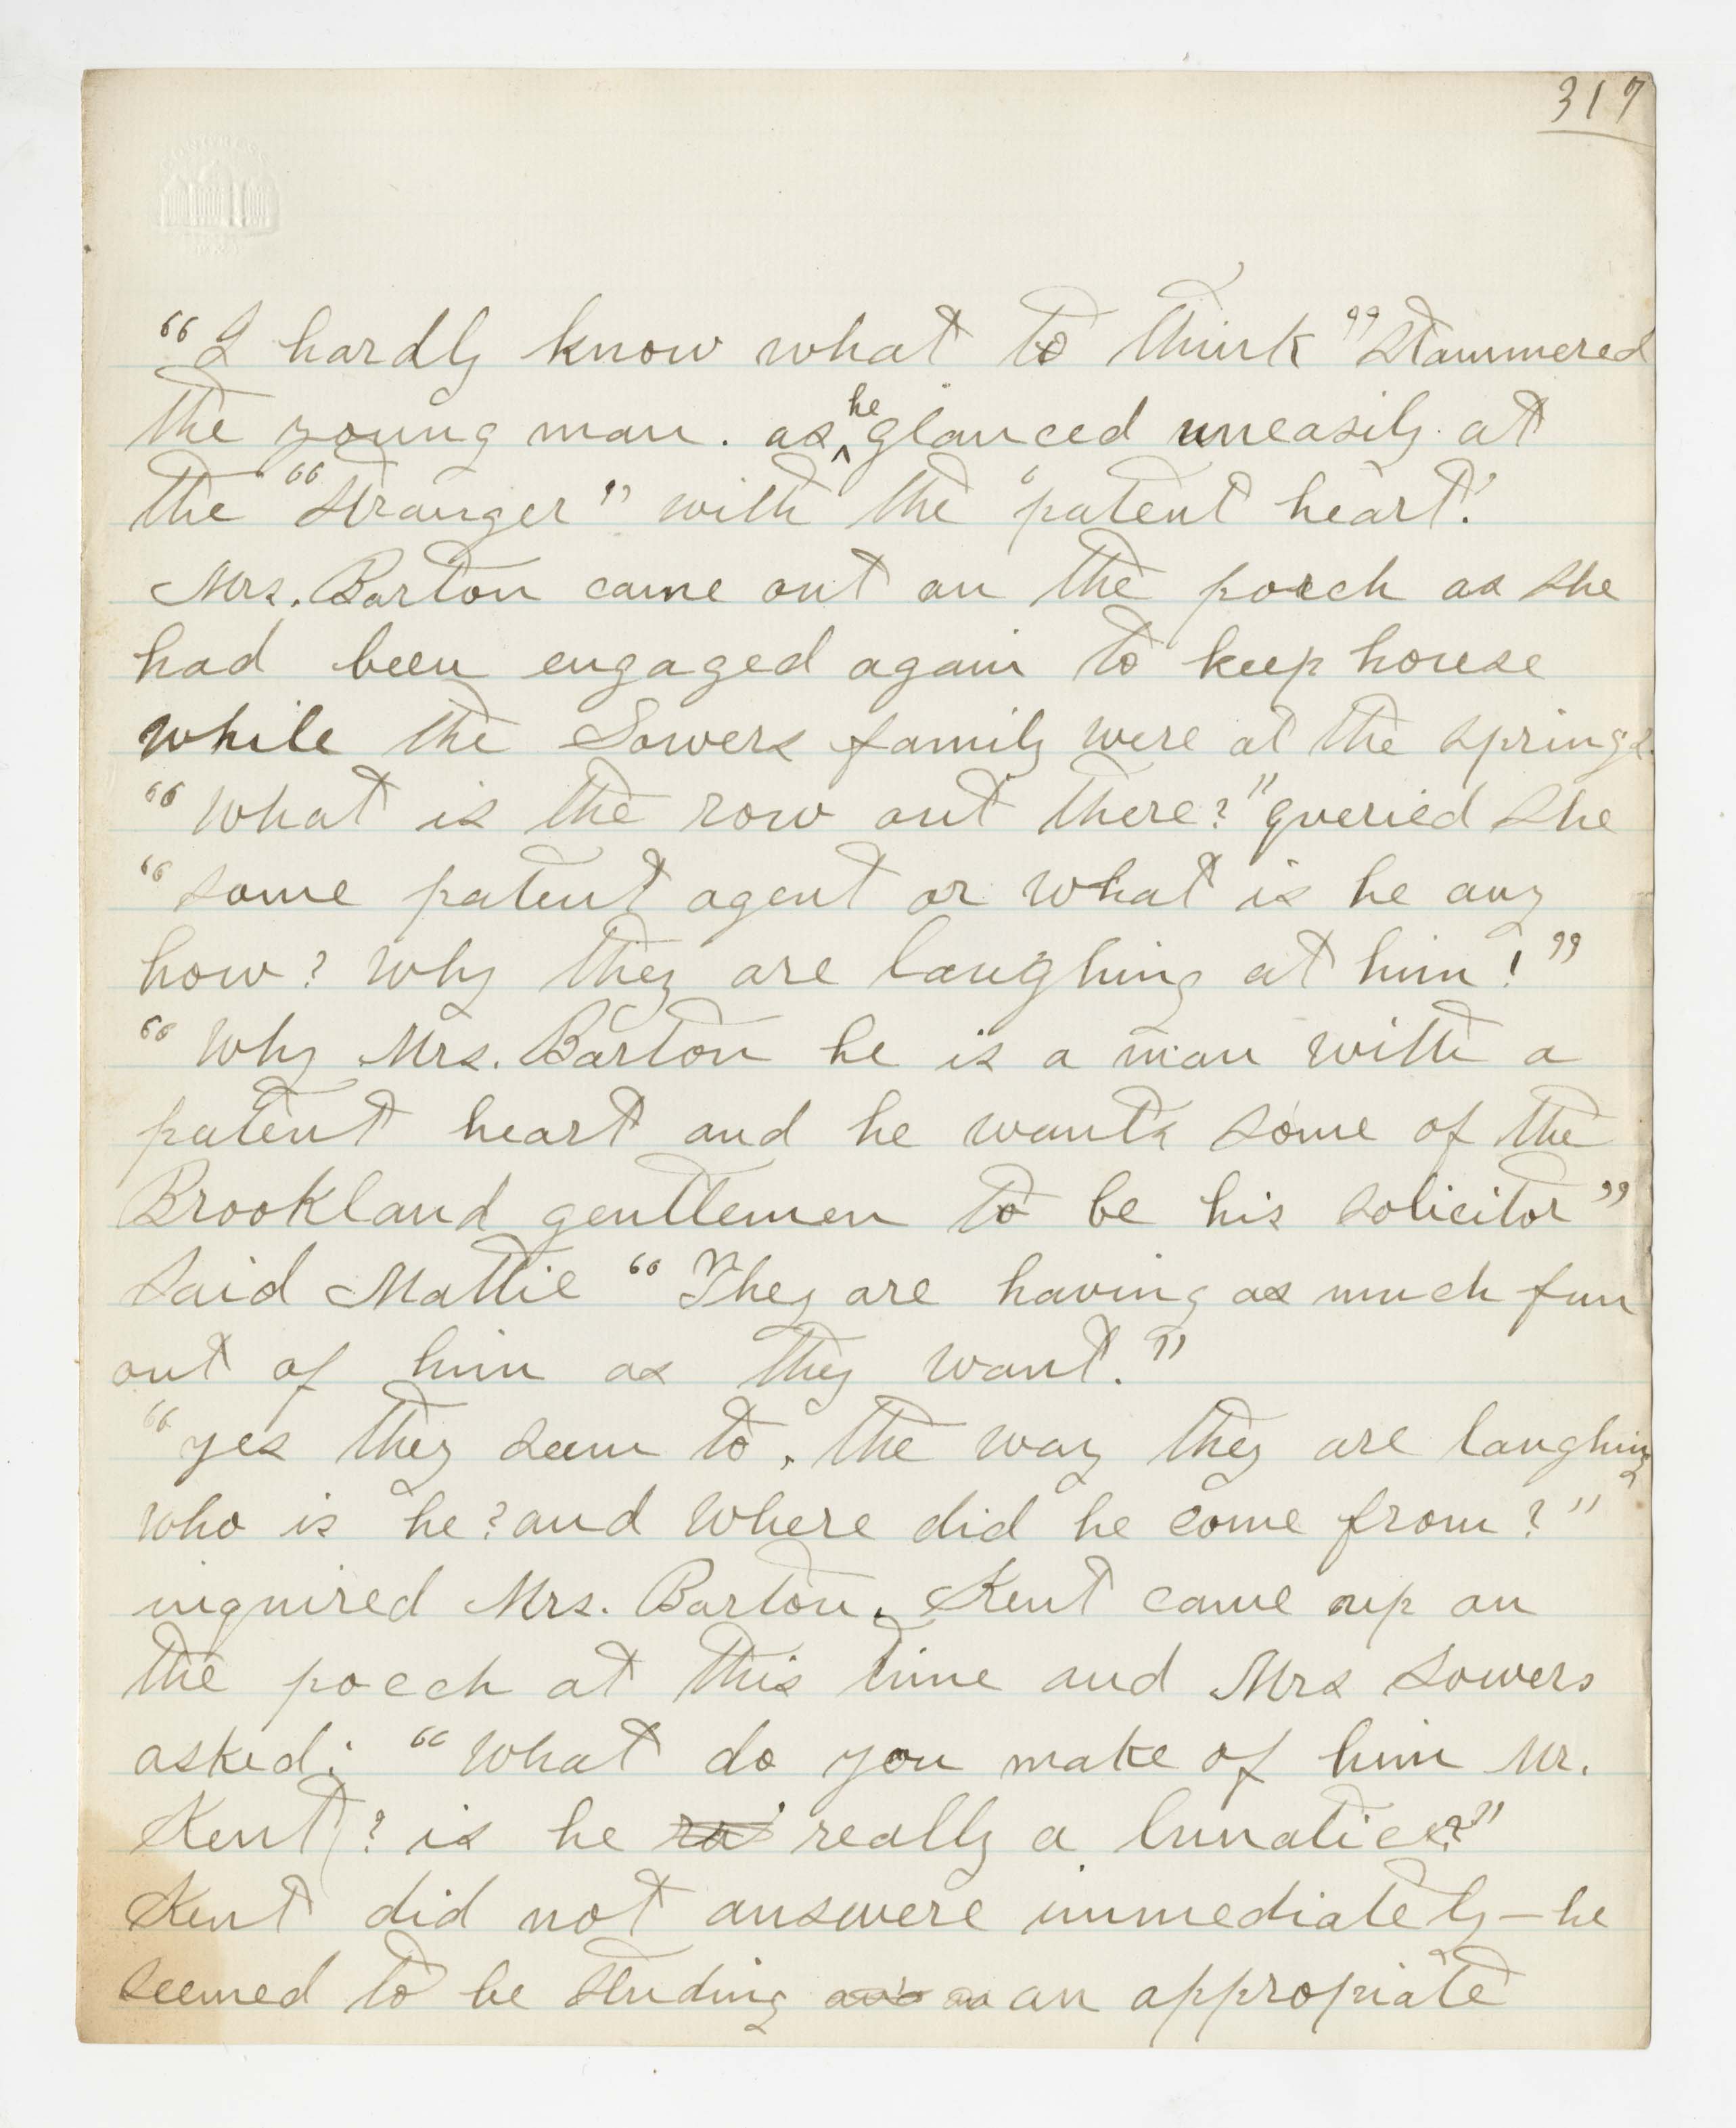 317
"I hardly know what to think" stammered
the young man. as he glanced uneasily at
the "Stranger" with the 'patent heart.'
Mrs. Barton came out on the porch as she
had been engaged again to keep house
while the Sowers family were at the springs.
"What is the row out there?" queried she
"some patent agent or what is he any
how? Why they are laughing at him!"
"Why Mrs. Barton he is a man with a
patent heart and he wants some of the
Brookland gentlemen to be his solicitor"
said Mattie "They are having as much fun
out of him as they want."
"yes they seem to, the way they are laughing
who is he? and where did he come from?"
inquired Mrs. Barton. Kent came up on
the poech at this time and Mrs Sowers
asked: "What do you make of him Mr.
Kent? is he ra really a lunatic?"
Kent did not answere immediately—he
seemed to be studing an appropiate